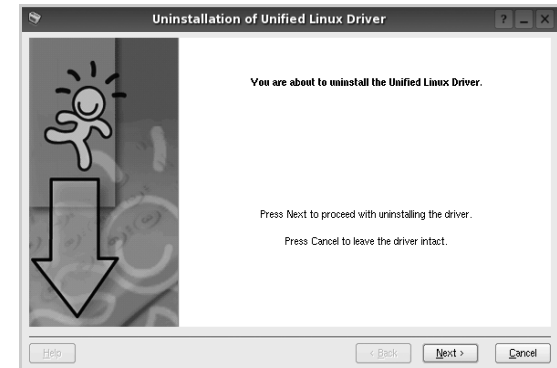 Uninstallation of Unified Linux Driver
You are about to uninstall the Unified Linux Driver.
Press Next to proceed with uninstalling the driver.
Press Cancel to leave the driver intact.
Help
< Back
Next >
Cancel